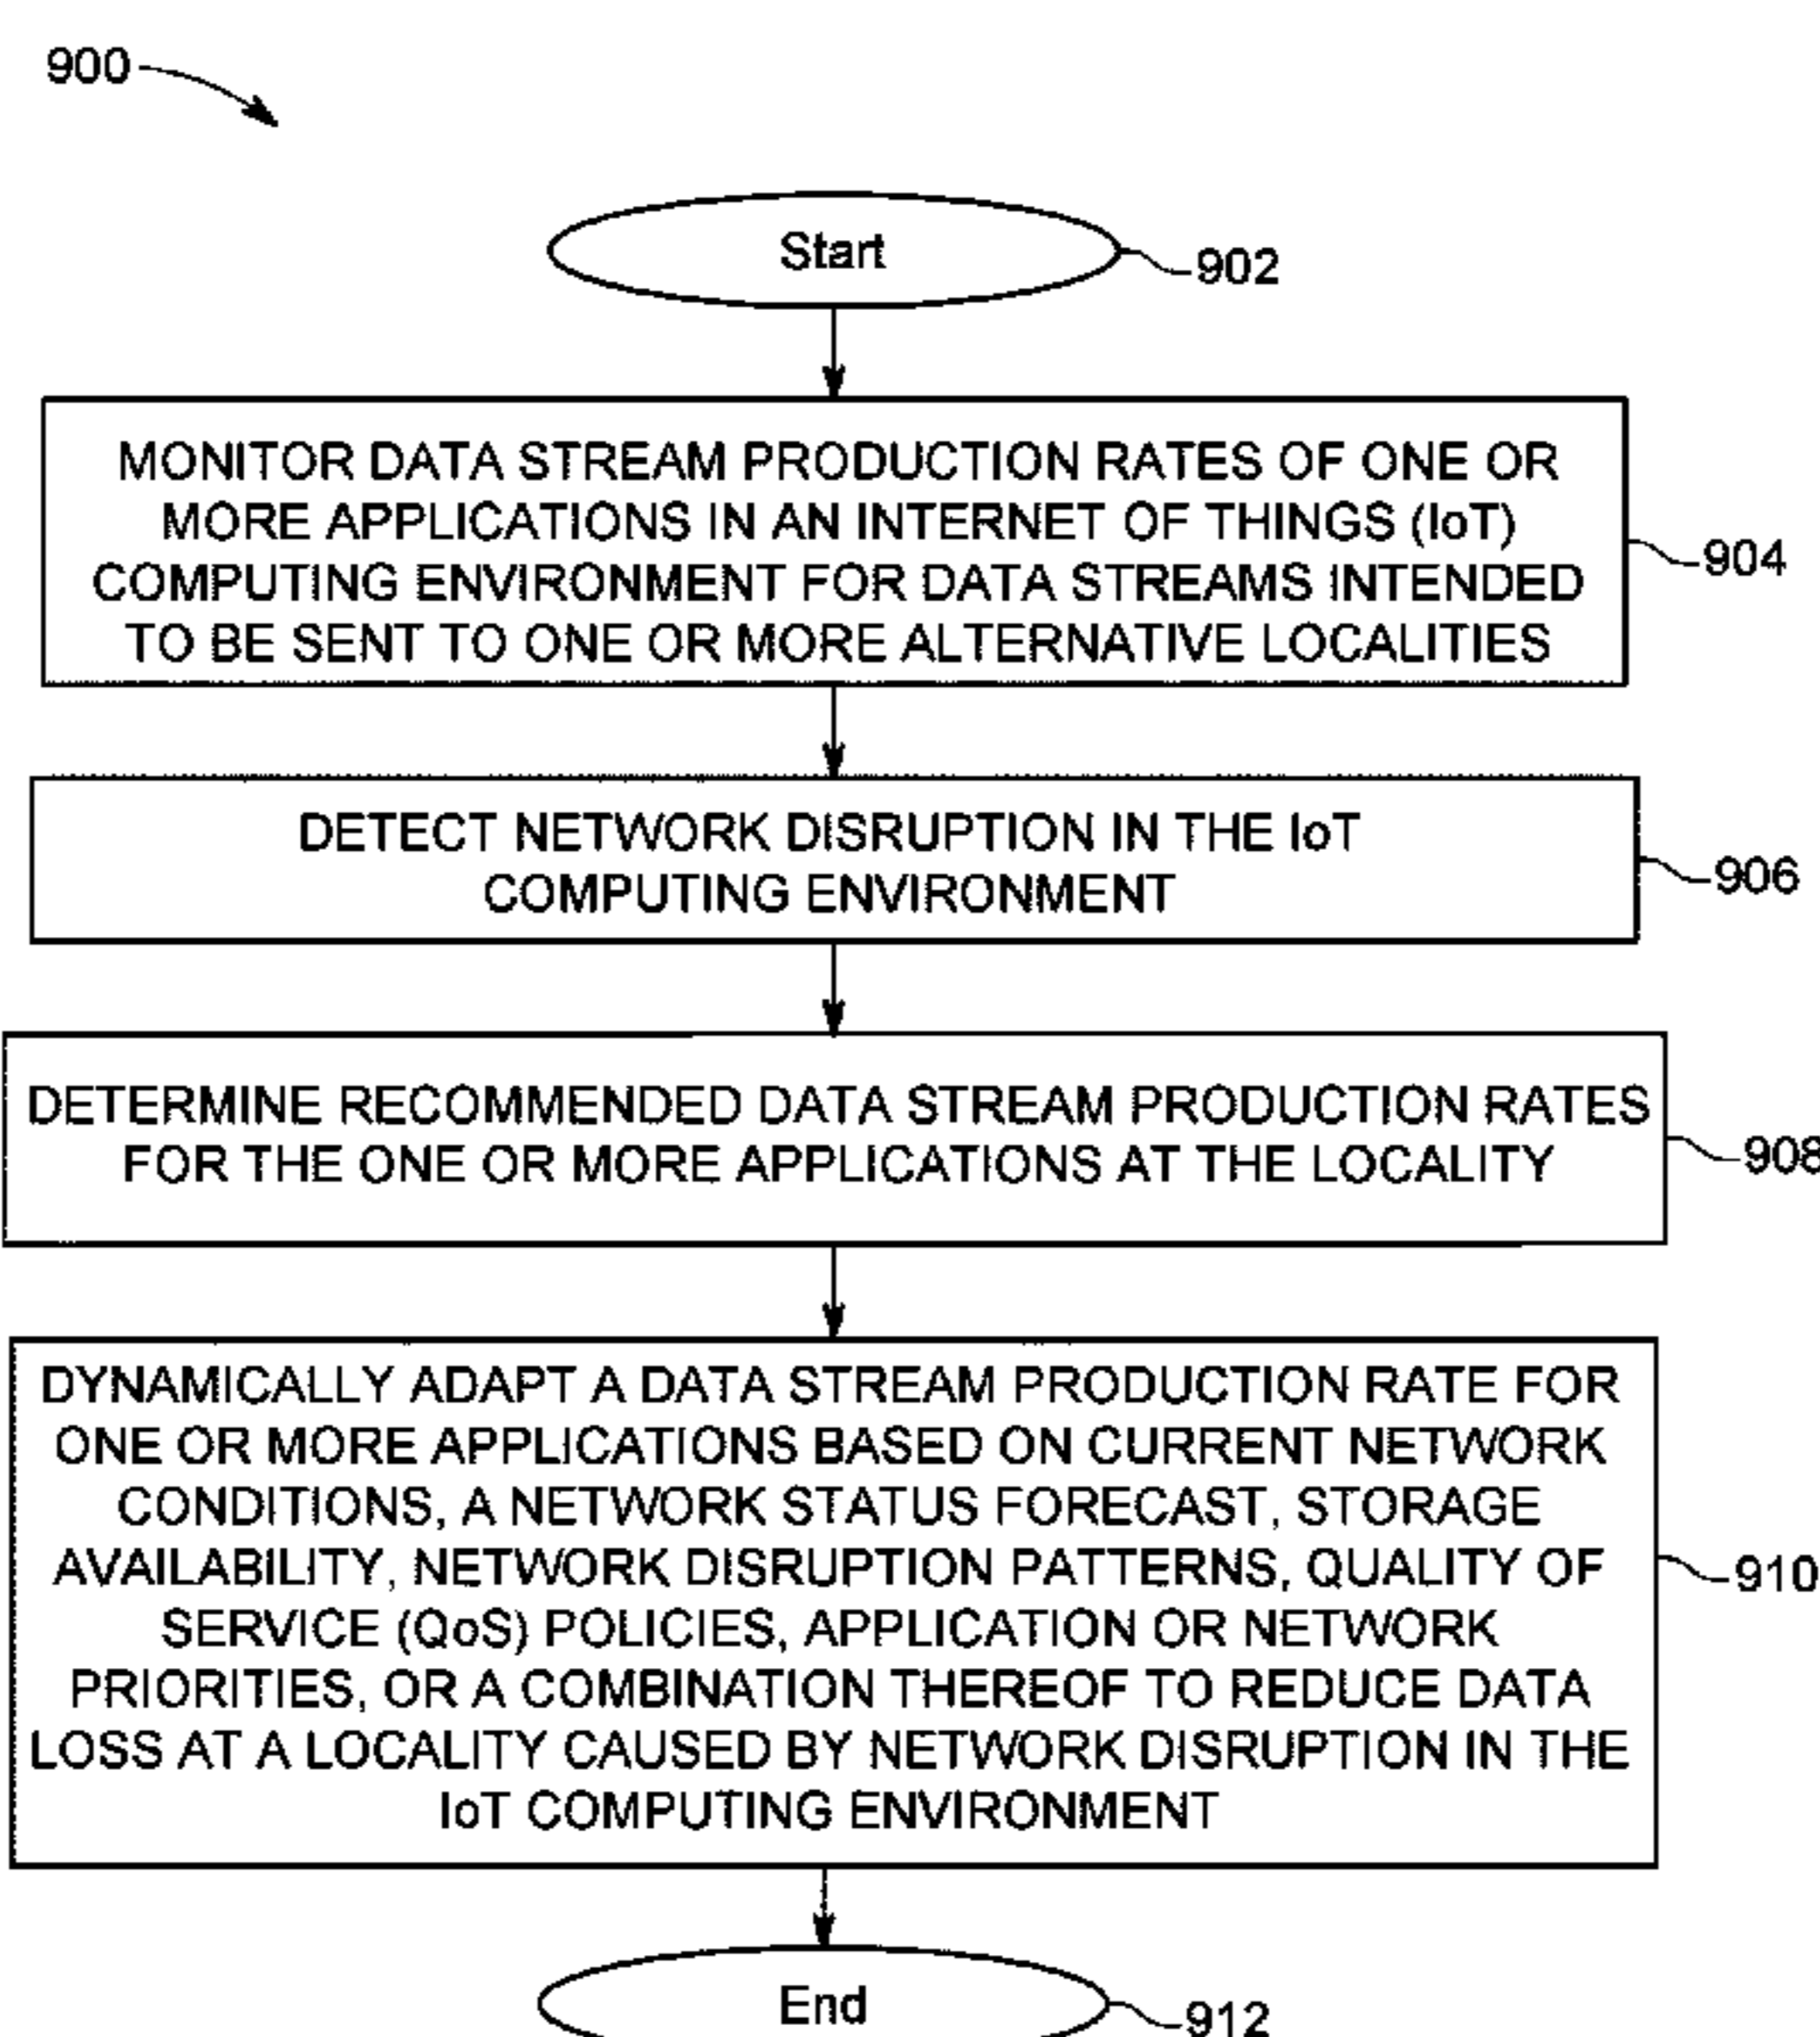 900
Start
902
MONITOR DATA STREAM PRODUCTION RATES OF ONE OR
MORE APPLICATIONS IN AN INTERNET OF THINGS (IoT)
COMPUTING ENVIRONMENT FOR DATA STREAMS INTENDED
TO BE SENT TO ONE OR MORE ALTERNATIVE LOCALITIES
904
DETECT NETWORK DISRUPTION IN THE IoT
COMPUTING ENVIRONMENT
906
DETERMINE RECOMMENDED DATA STREAM PRODUCTION RATES
FOR THE ONE OR MORE APPLICATIONS AT THE LOCALITY
908
DYNAMICALLY ADAPT A DATA STREAM PRODUCTION RATE FOR
ONE OR MORE APPLICATIONS BASED ON CURRENT NETWORK
CONDITIONS, A NETWORK STATUS FORECAST, STORAGE
AVAILABILITY, NETWORK DISRUPTION PATTERNS, QUALITY OF
SERVICE (QoS) POLICIES, APPLICATION OR NETWORK
PRIORITIES, OR A COMBINATION THEREOF TO REDUCE DATA
LOSS AT A LOCALITY CAUSED BY NETWORK DISRUPTION IN THE
IoT COMPUTING ENVIRONMENT
910
End
912